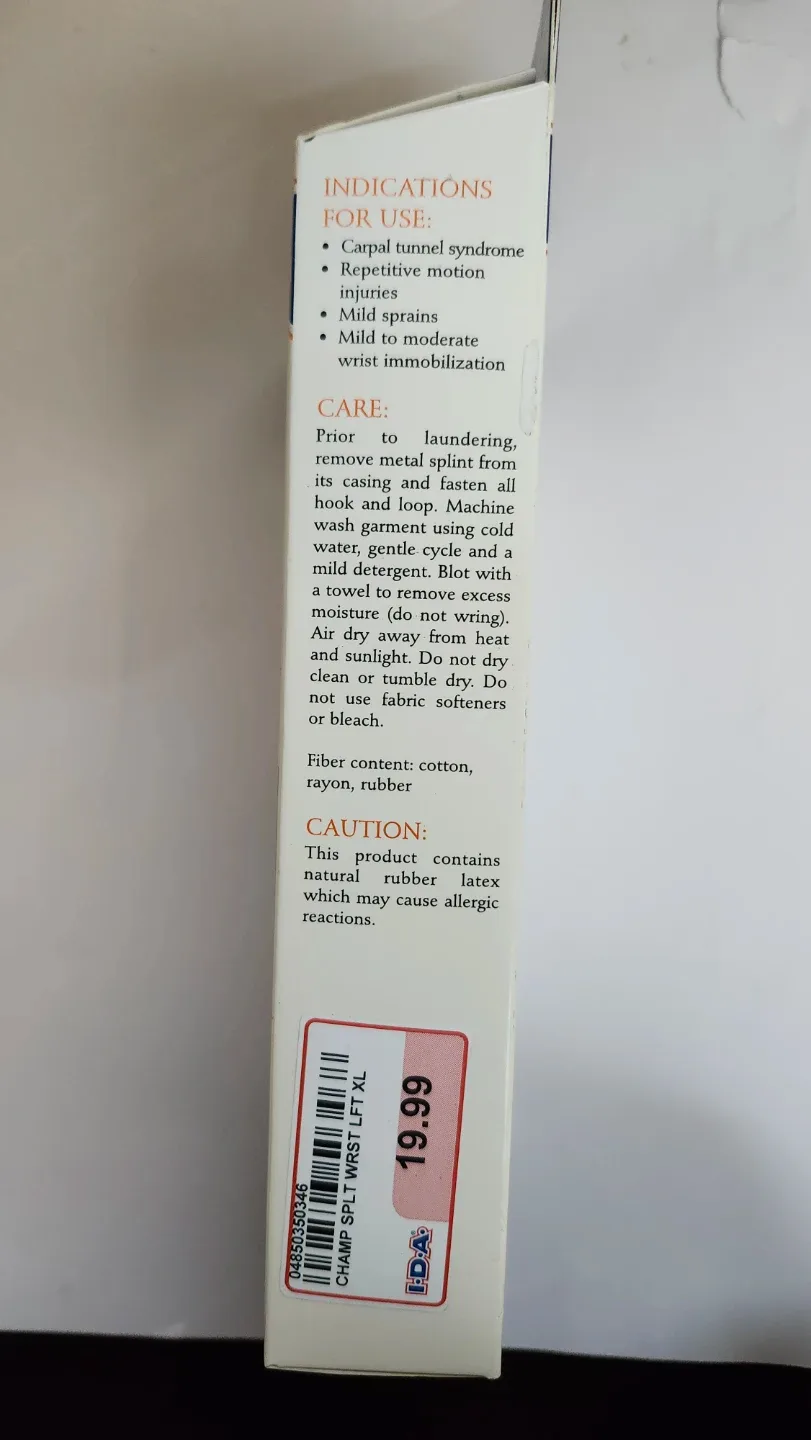 INDICATIONS
FOR USE:
• Carpal tunnel syndrome
• Repetitive motion
injuries
• Mild sprains
• Mild to moderate
wrist immobilization
CARE:
Prior to laundering,
remove metal splint from
its casing and fasten all
hook and loop. Machine
wash garment using cold
water, gentle cycle and a
mild detergent. Blot with
a towel to remove excess
moisture (do not wring).
Air dry away from heat
and sunlight. Do not dry
clean or tumble dry. Do
not use fabric softeners
or bleach.
Fiber content: cotton,
rayon, rubber
CAUTION:
This product contains
natural rubber latex
which may cause allergic
reactions.
04850350346
CHAMP SPLT WRST LFT XL
I·D·A·
19.99